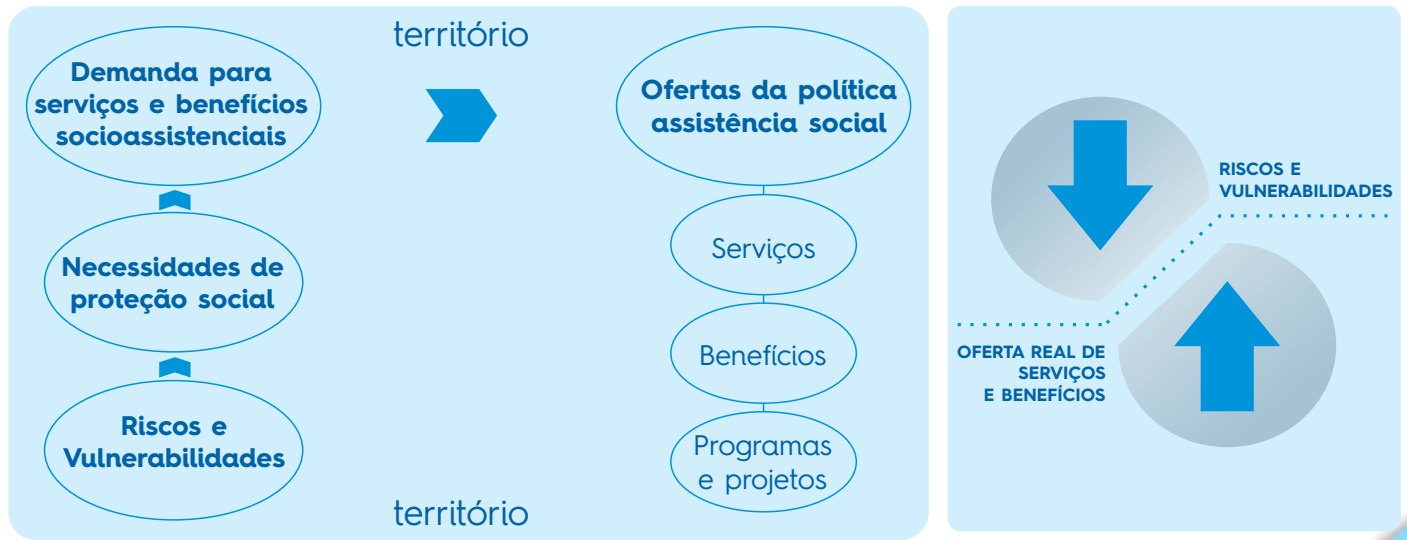 território
Demanda para
serviços e benefícios
socioassistenciais
Necessidades de
proteção social
Riscos e
Vulnerabilidades
Ofertas da política
assistência social
Serviços
Benefícios
Programas
e projetos
território
RISCOS E
VULNERABILIDADES
OFERTA REAL DE
SERVIÇOS
E BENEFÍCIOS